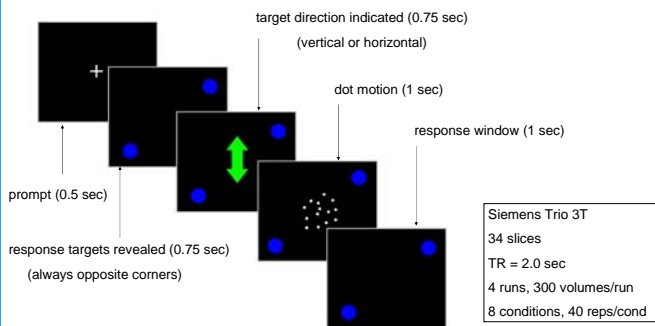 target direction indicated (0.75 sec)
(vertical or horizontal)
dot motion (1 sec)
response window (1 sec)
prompt (0.5 sec)
response targets revealed (0.75 sec)
(always opposite corners)
Siemens Trio 3T
34 slices
TR = 2.0 sec
4 runs, 300 volumes/run
8 conditions, 40 reps/cond